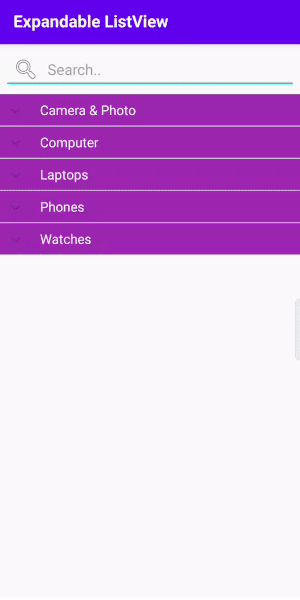 Expandable ListView
Search..
Camera & Photo
Computer
Laptops
Phones
Watches